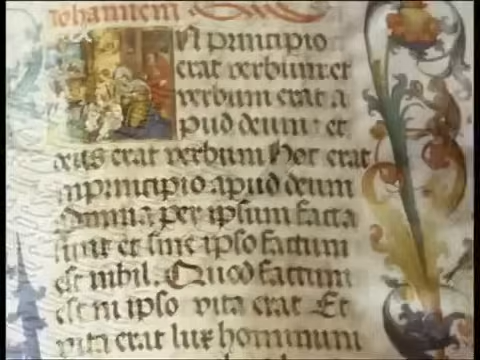 Johannem
N principio
erat verbum et
verbum erat a
pud deum et
deus erat verbum Hoc erat
in principio apud deum
Omnia per ipsum facta
sunt et sine ipso factum
est nihil. Quod factum
est in ipso vita erat Et
vita erat lux hominum